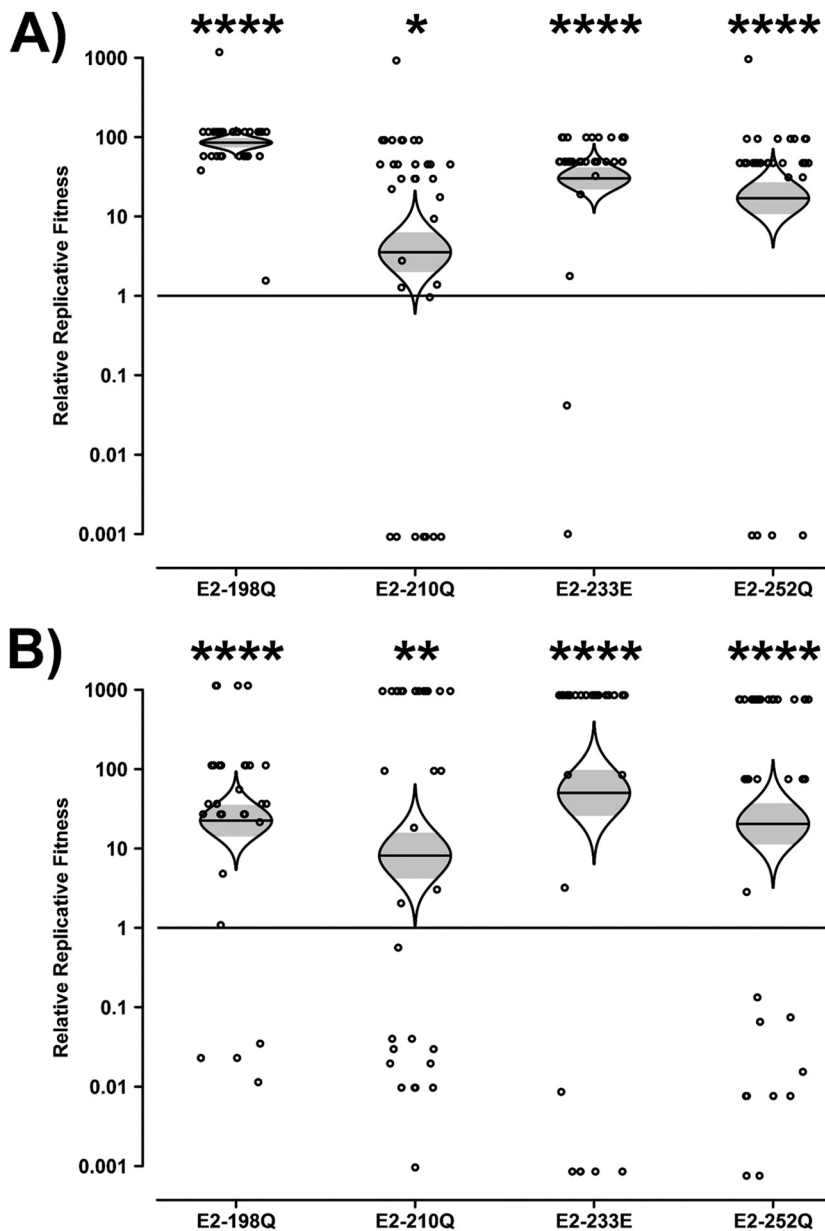 A)
**** * **** ****
1000
100
10
1
0.1
0.01
0.001
Relative Replicative Fitness
E2-198Q E2-210Q E2-233E E2-252Q
B)
**** ** **** ****
1000
100
10
1
0.1
0.01
0.001
Relative Replicative Fitness
E2-198Q E2-210Q E2-233E E2-252Q